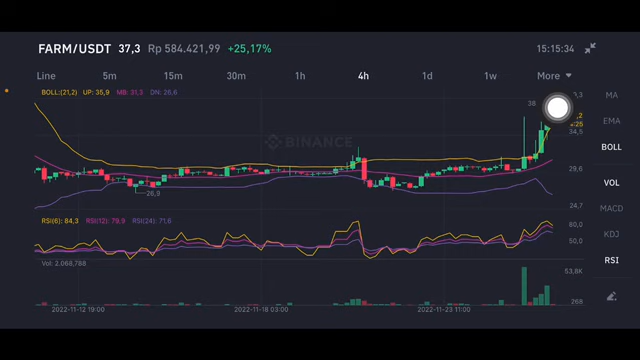 FARM/USDT 37,3 Rp 584.421,99 +25,17% 15:15:34
Line 5m 15m 30m 1h 4h 1d 1w More
BOLL:(21,2) UP: 35,9 MB: 31,3 DN: 26,6
38
34,5
29,6
24,7
26,9
BINANCE
RSI(6): 84,3 RSI(12): 79,9 RSI(24): 71,6
80,0
50,0
Vol: 2.068,788
53,8K
268
2022-11-12 19:00 2022-11-18 03:00 2022-11-23 11:00
MA
EMA
BOLL
VOL
MACD
KDJ
RSI